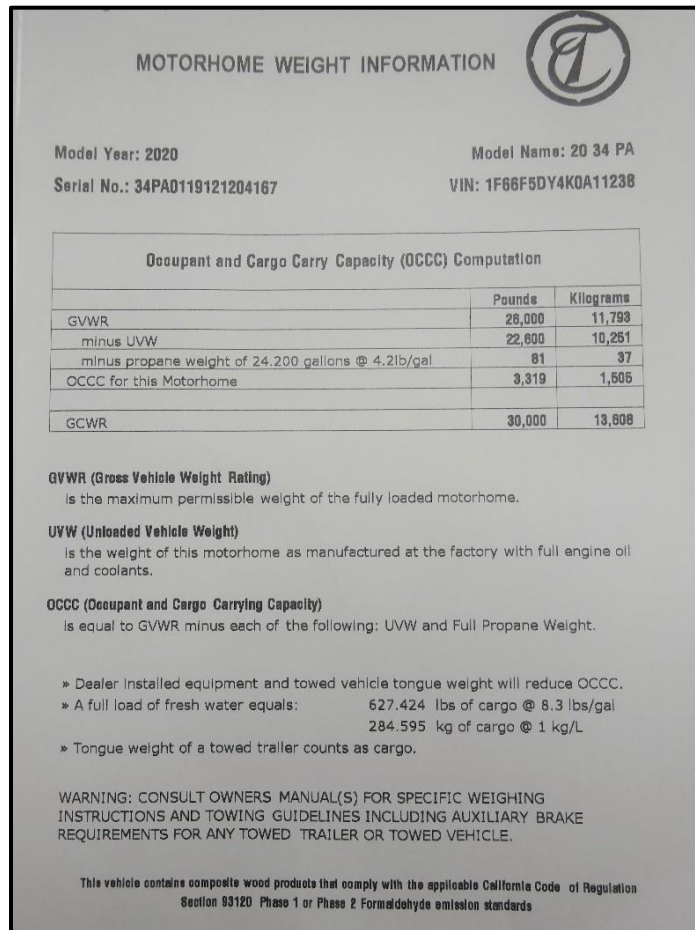 MOTORHOME WEIGHT INFORMATION
Model Year: 2020
Model Name: 20 34 PA
Serial No.: 34PA0119121204167
VIN: 1F66F5DY4K0A11238
Occupant and Cargo Carry Capacity (OCCC) Computation
Pounds Kilograms
GVWR 26,000 11,793
minus UVW 22,600 10,251
minus propane weight of 24.200 gallons @ 4.2lb/gal 81 37
OCCC for this Motorhome 3,319 1,505
GCWR 30,000 13,608
GVWR (Gross Vehicle Weight Rating)
is the maximum permissible weight of the fully loaded motorhome.
UVW (Unloaded Vehicle Weight)
is the weight of this motorhome as manufactured at the factory with full engine oil
and coolants.
OCCC (Occupant and Cargo Carrying Capacity)
is equal to GVWR minus each of the following: UVW and Full Propane Weight.
» Dealer installed equipment and towed vehicle tongue weight will reduce OCCC.
» A full load of fresh water equals: 627.424 lbs of cargo @ 8.3 lbs/gal
284.595 kg of cargo @ 1 kg/L
» Tongue weight of a towed trailer counts as cargo.
WARNING: CONSULT OWNERS MANUAL(S) FOR SPECIFIC WEIGHING
INSTRUCTIONS AND TOWING GUIDELINES INCLUDING AUXILIARY BRAKE
REQUIREMENTS FOR ANY TOWED TRAILER OR TOWED VEHICLE.
This vehicle contains composite wood products that comply with the applicable California Code of Regulation
Section 93120 Phase 1 or Phase 2 Formaldehyde emission standards